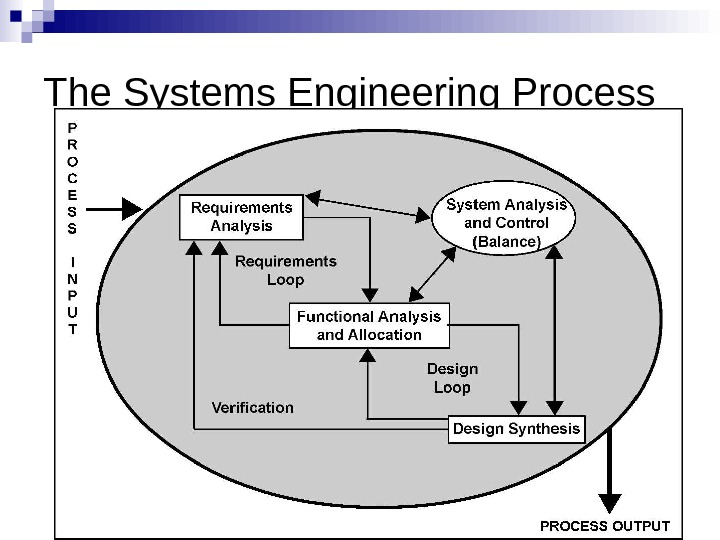 The Systems Engineering Process
P
R
O
C
E
S
S
I
N
P
U
T
Requirements
Analysis
System Analysis
and Control
(Balance)
Requirements
Loop
Functional Analysis
and Allocation
Design
Loop
Verification
Design Synthesis
PROCESS OUTPUT